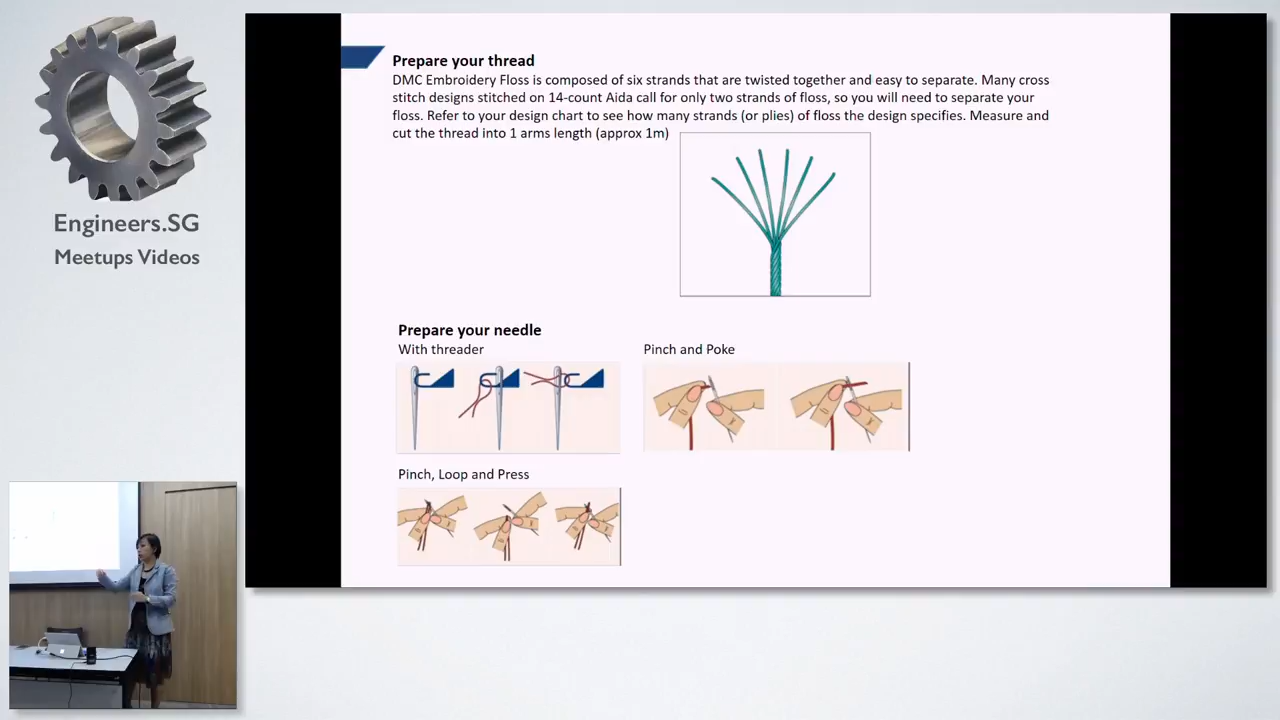 Engineers.SG
Meetups Videos
Prepare your thread
DMC Embroidery Floss is composed of six strands that are twisted together and easy to separate. Many cross
stitch designs stitched on 14-count Aida call for only two strands of floss, so you will need to separate your
floss. Refer to your design chart to see how many strands (or plies) of floss the design specifies. Measure and
cut the thread into 1 arms length (approx 1m)
Prepare your needle
With threader
Pinch and Poke
Pinch, Loop and Press